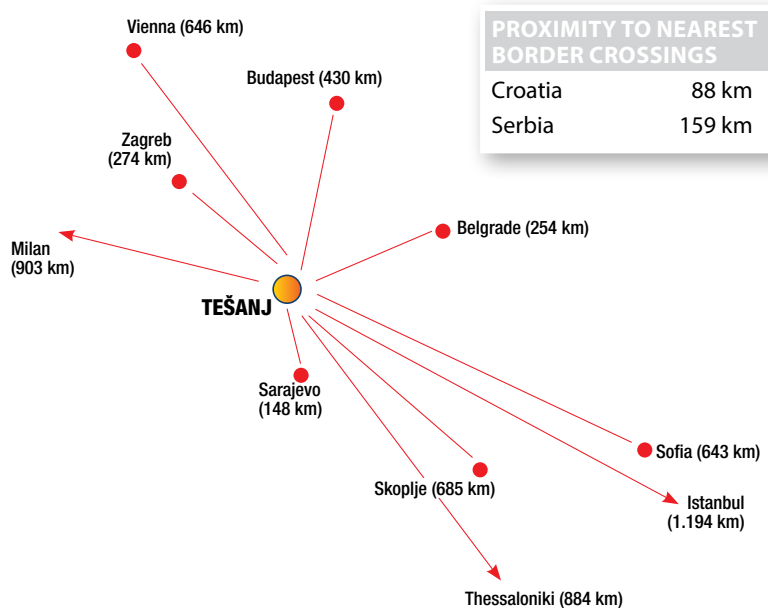 Vienna (646 km)
PROXIMITY TO NEAREST
BORDER CROSSINGS
Croatia 88 km
Serbia 159 km
Budapest (430 km)
Zagreb
(274 km)
Belgrade (254 km)
Milan
(903 km)
TEŠANJ
Sarajevo
(148 km)
Sofia (643 km)
Skoplje (685 km)
Istanbul
(1.194 km)
Thessaloniki (884 km)